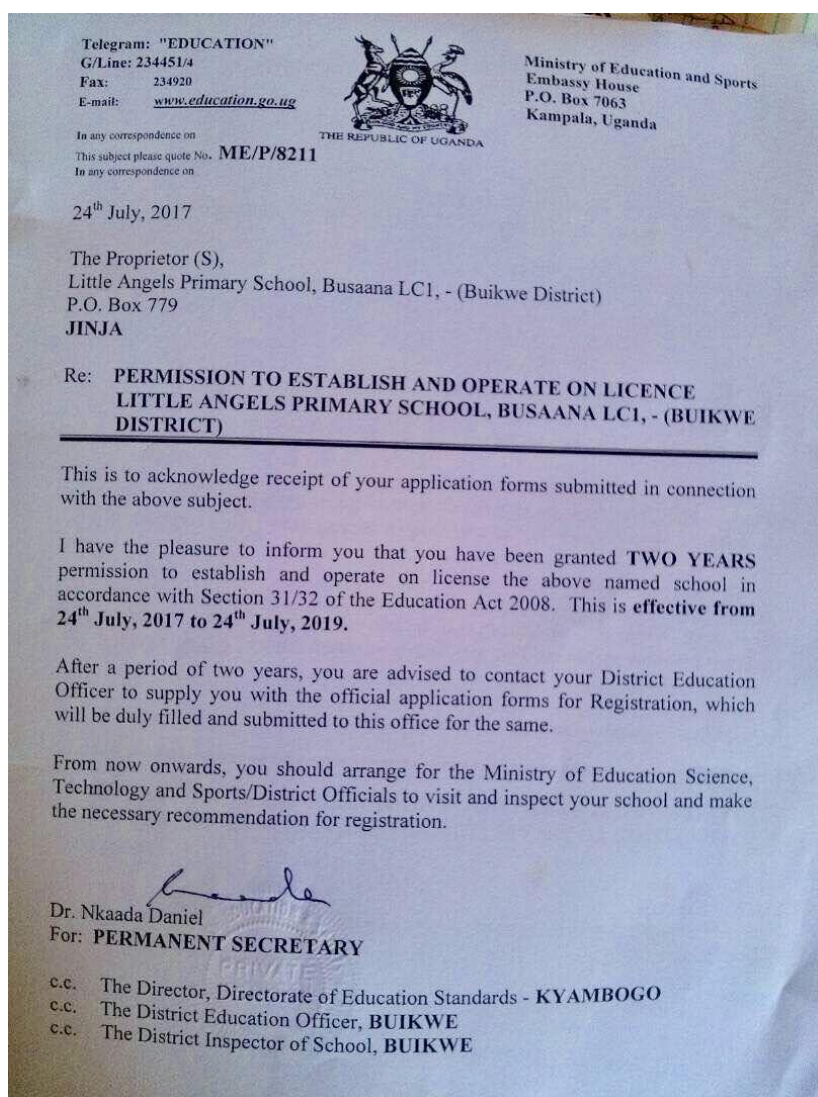 Telegram: "EDUCATION"
G/Line: 234451/4
Fax: 234920
E-mail: www.education.go.ug
In any correspondence on
This subject please quote No. ME/P/8211
In any correspondence on
THE REPUBLIC OF UGANDA
Ministry of Education and Sports
Embassy House
P.O. Box 7063
Kampala, Uganda
24th July, 2017
The Proprietor (S),
Little Angels Primary School, Busaana LC1, - (Buikwe District)
P.O. Box 779
JINJA
Re: PERMISSION TO ESTABLISH AND OPERATE ON LICENCE
LITTLE ANGELS PRIMARY SCHOOL, BUSAANA LC1, - (BUIKWE
DISTRICT)
This is to acknowledge receipt of your application forms submitted in connection
with the above subject.
I have the pleasure to inform you that you have been granted TWO YEARS
permission to establish and operate on license the above named school in
accordance with Section 31/32 of the Education Act 2008. This is effective from
24th July, 2017 to 24th July, 2019.
After a period of two years, you are advised to contact your District Education
Officer to supply you with the official application forms for Registration, which
will be duly filled and submitted to this office for the same.
From now onwards, you should arrange for the Ministry of Education Science,
Technology and Sports/District Officials to visit and inspect your school and make
the necessary recommendation for registration.
Dr. Nkaada Daniel
For: PERMANENT SECRETARY
PRIVATE
c.c. The Director, Directorate of Education Standards - KYAMBOGO
c.c. The District Education Officer, BUIKWE
c.c. The District Inspector of School, BUIKWE